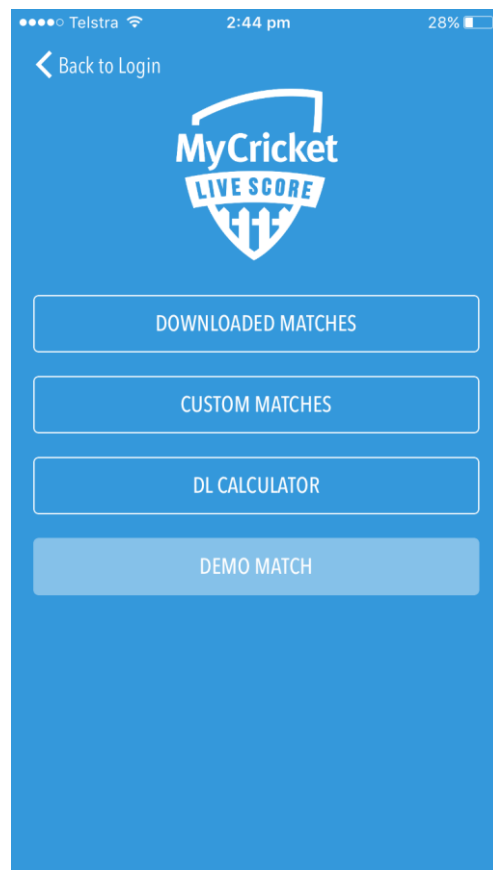 Telstra 2:44 pm 28%
Back to Login
MyCricket
LIVE SCORE
DOWNLOADED MATCHES
CUSTOM MATCHES
DL CALCULATOR
DEMO MATCH